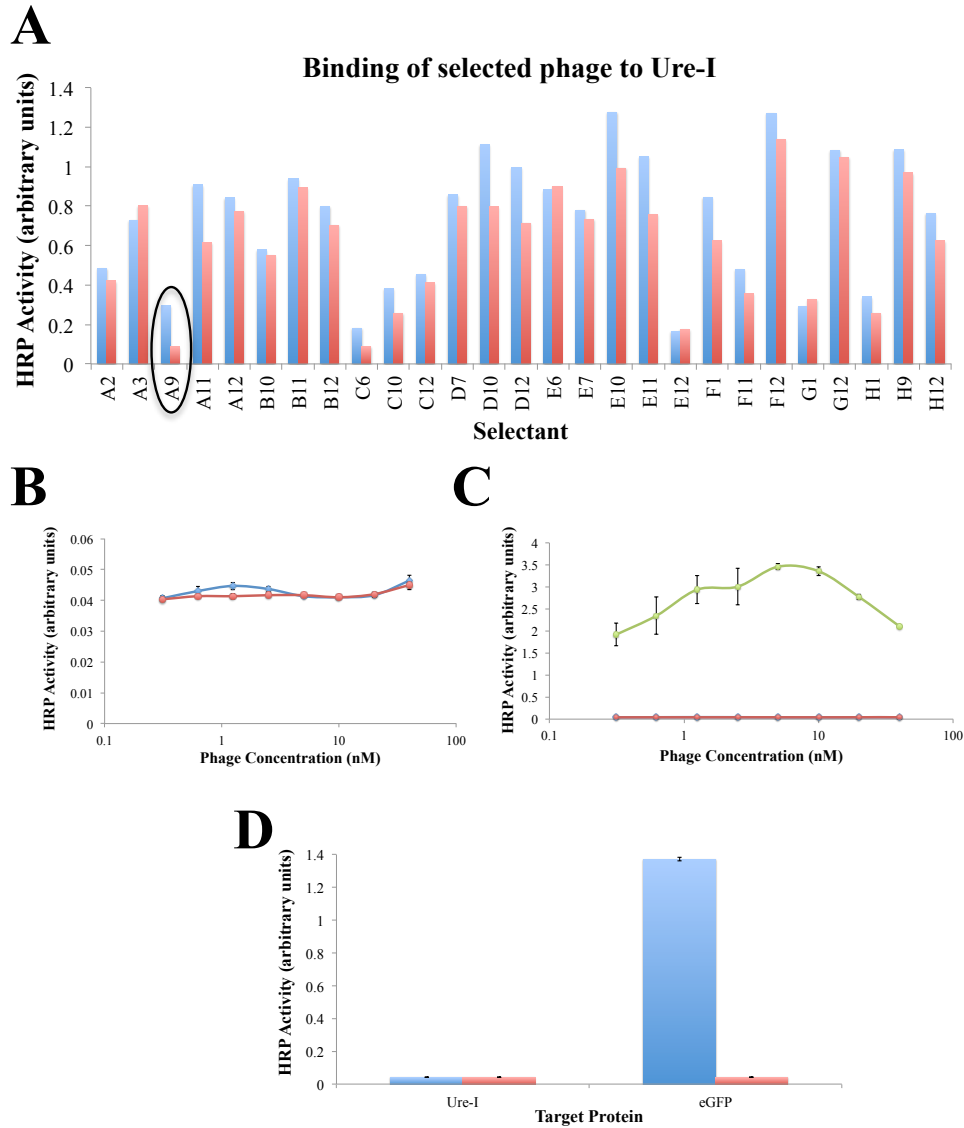 A
Binding of selected phage to Ure-I
HRP Activity (arbitrary units)
1.4
1.2
1
0.8
0.6
0.4
0.2
0
A2 A3 A9 A11 A12 B10 B11 B12 C6 C10 C12 D7 D10 D12 E6 E7 E10 E11 E12 F1 F11 F12 G1 G12 H1 H9 H12
Selectant
B
HRP Activity (arbitrary units)
0.06
0.05
0.04
0.03
0.02
0.01
0
0.1 1 10 100
Phage Concentration (nM)
C
HRP Activity (arbitrary units)
4
3.5
3
2.5
2
1.5
1
0.5
0
0.1 1 10 100
Phage Concentration (nM)
D
HRP Activity (arbitrary units)
1.4
1.2
1
0.8
0.6
0.4
0.2
0
Ure-I eGFP
Target Protein